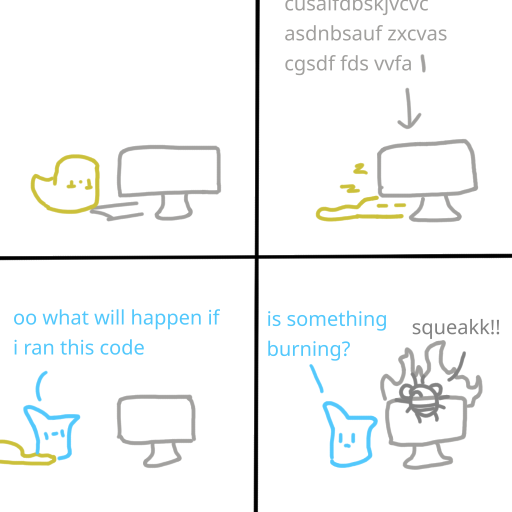 cusalfdbskjvcvc
asdnbsauf zxcvas
cgsdf fds vvfa
z
z
oo what will happen if
i ran this code
is something
burning?
squeakk!!